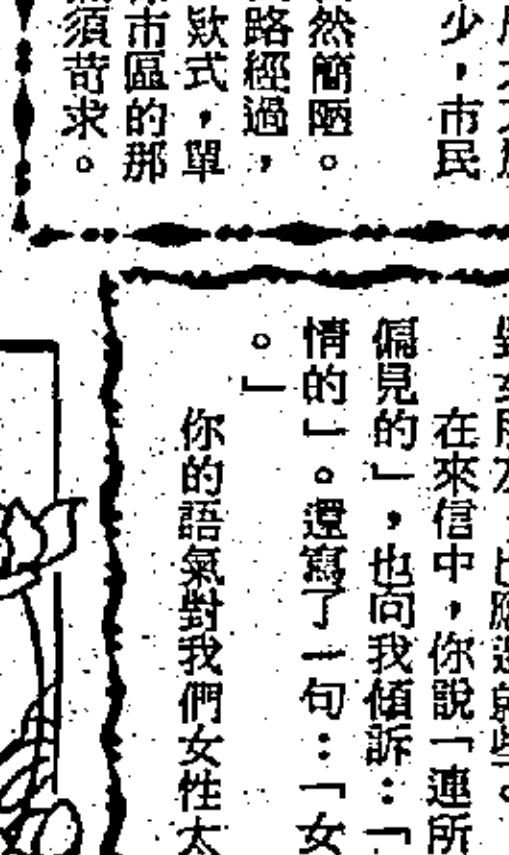 少，市民
然簡陋。
路經過，
欵式，單
市區的那
須苛求。
在來信中，你說「連所
偏見的」，也向我傾訴：「
情的」。還寫了一句：「女
。」
你的語氣對我們女性太